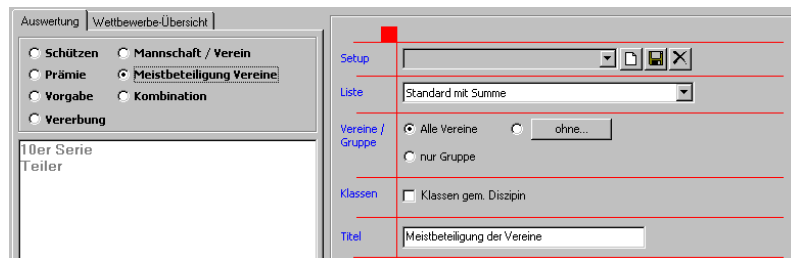 Auswertung Wettbewerbe-Übersicht
Schützen Mannschaft / Verein
Prämie Meistbeteiligung Vereine
Vorgabe Kombination
Vererbung
10er Serie
Teiler
Setup
Liste Standard mit Summe
Vereine / Alle Vereine ohne...
Gruppe
nur Gruppe
Klassen Klassen gem. Diszipin
Titel Meistbeteiligung der Vereine